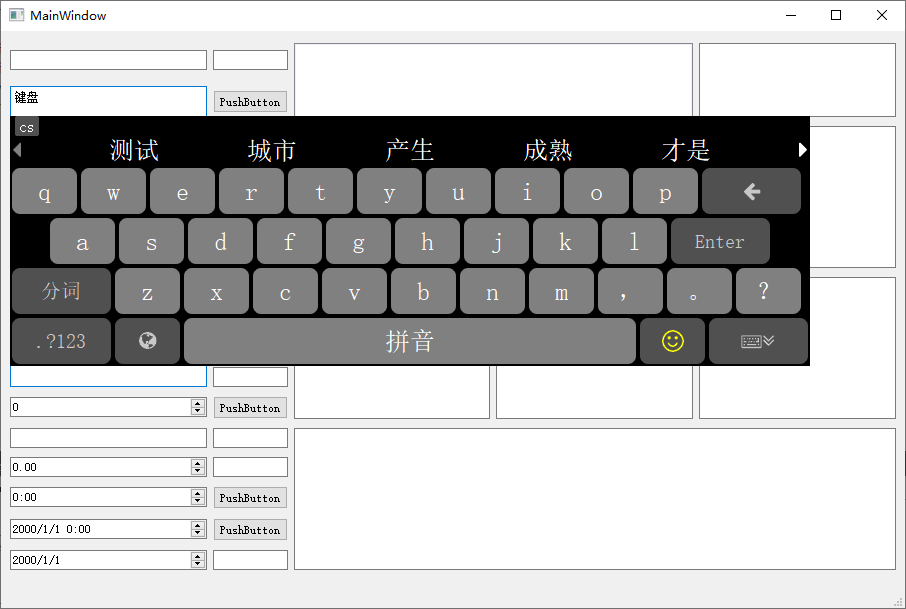 MainWindow
键盘
PushButton
cs
测试 城市 产生 成熟 才是
q w e r t y u i o p
a s d f g h j k l Enter
分词 z x c v b n m ， 。 ?
.?123 拼音
0 PushButton
0.00
0:00 PushButton
2000/1/1 0:00 PushButton
2000/1/1